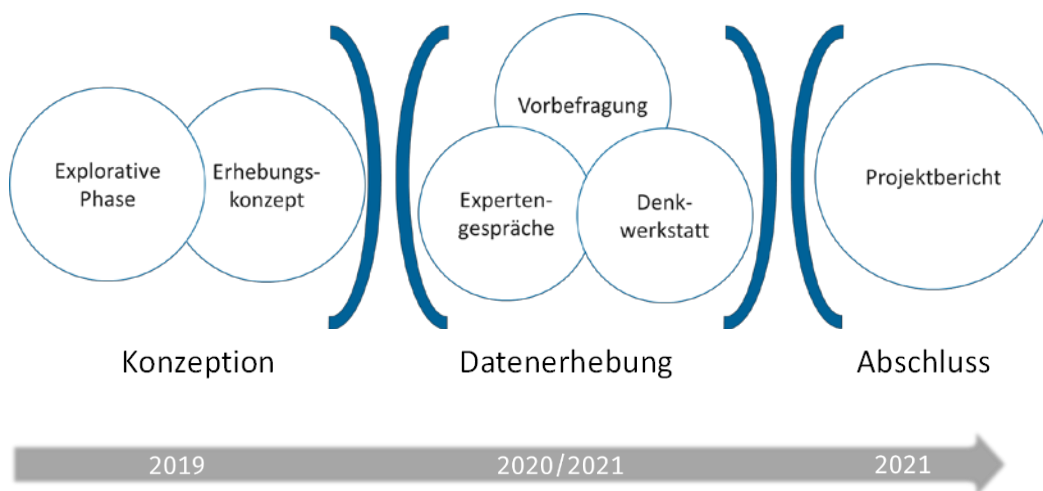 Explorative
Phase
Erhebungs-
konzept
Vorbefragung
Experten-
gespräche
Denk-
werkstatt
Projektbericht
Konzeption
Datenerhebung
Abschluss
2019
2020/2021
2021